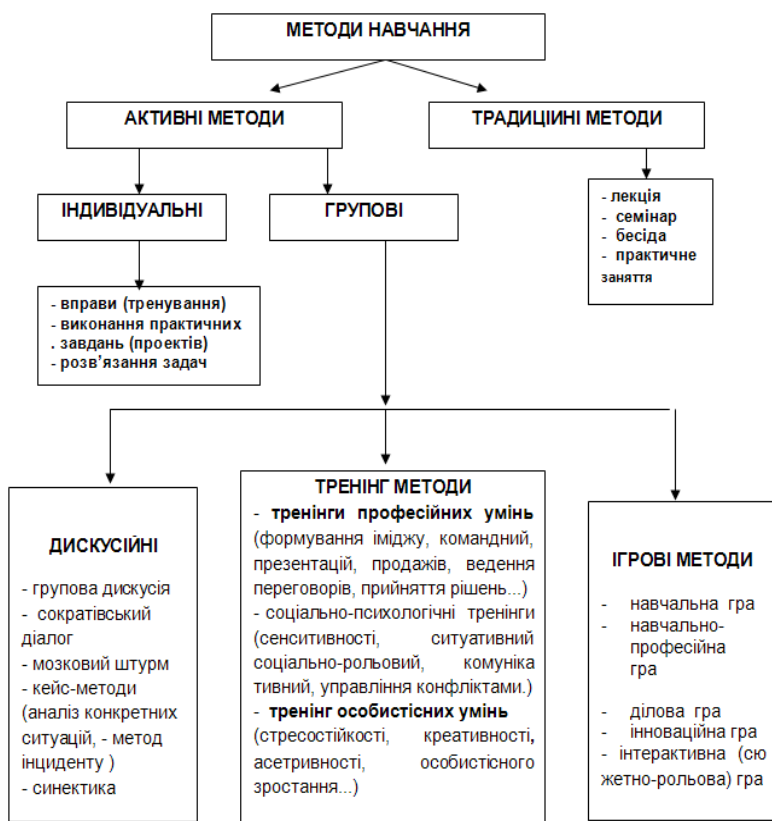 МЕТОДИ НАВЧАННЯ
АКТИВНІ МЕТОДИ
ТРАДИЦІЙНІ МЕТОДИ
ІНДИВІДУАЛЬНІ
ГРУПОВІ
- лекція
- семінар
- бесіда
- практичне
заняття
- вправи (тренування)
- виконання практичних
. завдань (проектів)
- розв’язання задач
ДИСКУСІЙНІ
- групова дискусія
- сократівський
діалог
- мозковий штурм
- кейс-методи
(аналіз конкретних
ситуацій, - метод
інциденту )
- синектика
ТРЕНІНГ МЕТОДИ
- тренінги професійних умінь
(формування іміджу, командний,
презентацій, продажів, ведення
переговорів, прийняття рішень...)
- соціально-психологічні тренінги
(сенситивності, ситуативний
соціально-рольовий, комуніка
тивний, управління конфліктами.)
- тренінг особистісних умінь
(стресостійкості, креативності,
асетривності, особистісного
зростання...)
ІГРОВІ МЕТОДИ
- навчальна гра
- навчально-
професійна
гра
- ділова гра
- інноваційна гра
- інтерактивна (сю
жетно-рольова) гра